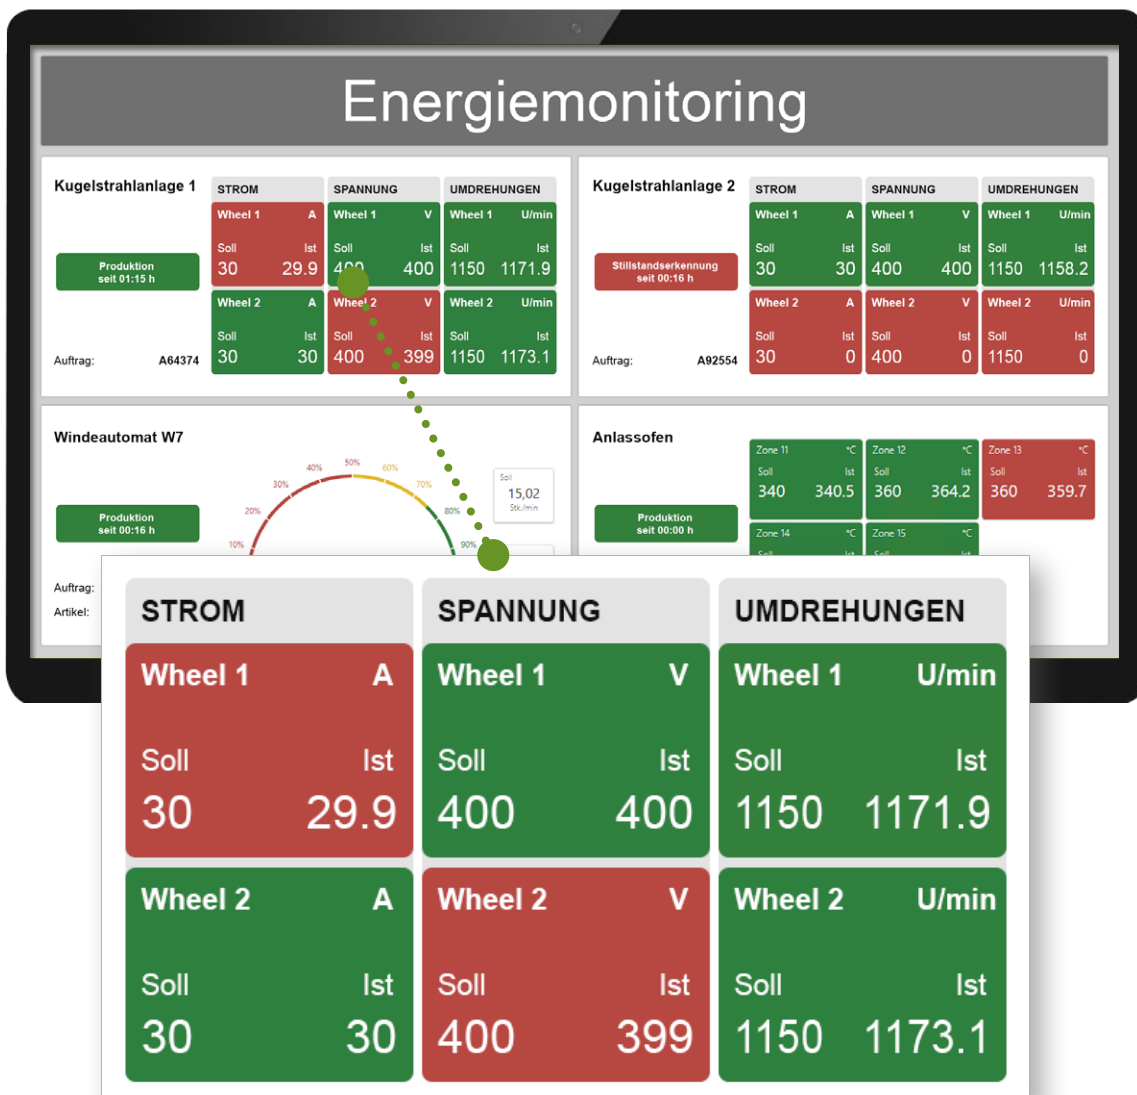 Energiemonitoring
Kugelstrahlanlage 1
STROM SPANNUNG UMDREHUNGEN
Wheel 1 A Wheel 1 V Wheel 1 U/min
Soll Ist Soll Ist Soll Ist
30 29.9 400 400 1150 1171.9
Produktion
seit 01:15 h
Wheel 2 A Wheel 2 V Wheel 2 U/min
Soll Ist Soll Ist Soll Ist
30 30 400 399 1150 1173.1
Auftrag: A64374
Kugelstrahlanlage 2
STROM SPANNUNG UMDREHUNGEN
Wheel 1 A Wheel 1 V Wheel 1 U/min
Soll Ist Soll Ist Soll Ist
30 30 400 400 1150 1158.2
Stillstandserkennung
seit 00:16 h
Wheel 2 A Wheel 2 V Wheel 2 U/min
Soll Ist Soll Ist Soll Ist
30 0 400 0 1150 0
Auftrag: A92554
Windeautomat W7
10% 20% 30% 40% 50% 60% 70% 80% 90%
Soll
15,02
Stk./min
Produktion
seit 00:16 h
Auftrag:
Artikel:
Anlassofen
Zone 11 °C Zone 12 °C Zone 13 °C
Soll Ist Soll Ist Soll Ist
340 340.5 360 364.2 360 359.7
Produktion
seit 00:00 h
Zone 14 °C Zone 15 °C
Soll Ist Soll Ist
STROM SPANNUNG UMDREHUNGEN
Wheel 1 A Wheel 1 V Wheel 1 U/min
Soll Ist Soll Ist Soll Ist
30 29.9 400 400 1150 1171.9
Wheel 2 A Wheel 2 V Wheel 2 U/min
Soll Ist Soll Ist Soll Ist
30 30 400 399 1150 1173.1